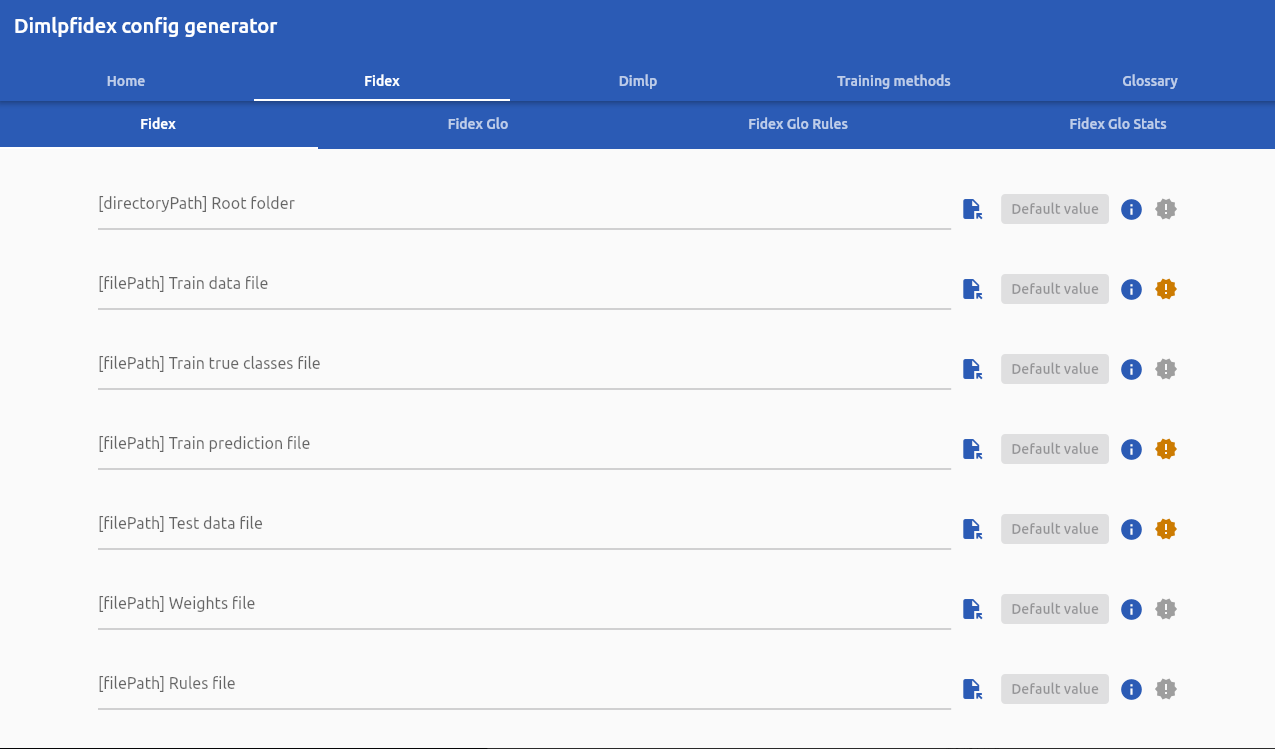 Dimlpfidex config generator
Home Fidex Dimlp Training methods Glossary
Fidex Fidex Glo Fidex Glo Rules Fidex Glo Stats
[directoryPath] Root folder Default value
[filePath] Train data file Default value
[filePath] Train true classes file Default value
[filePath] Train prediction file Default value
[filePath] Test data file Default value
[filePath] Weights file Default value
[filePath] Rules file Default value